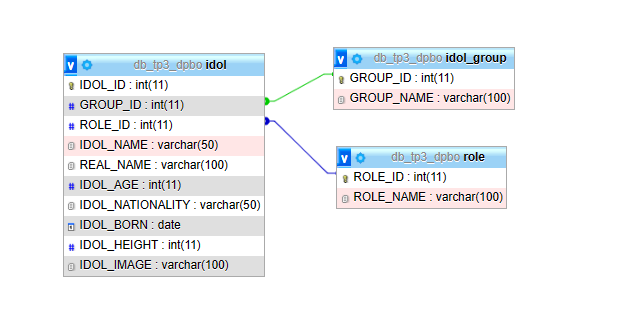 v db_tp3_dpbo idol
IDOL_ID : int(11)
# GROUP_ID : int(11)
# ROLE_ID : int(11)
IDOL_NAME : varchar(50)
REAL_NAME : varchar(100)
# IDOL_AGE : int(11)
IDOL_NATIONALITY : varchar(50)
IDOL_BORN : date
# IDOL_HEIGHT : int(11)
IDOL_IMAGE : varchar(100)
v db_tp3_dpbo idol_group
GROUP_ID : int(11)
GROUP_NAME : varchar(100)
v db_tp3_dpbo role
ROLE_ID : int(11)
ROLE_NAME : varchar(100)